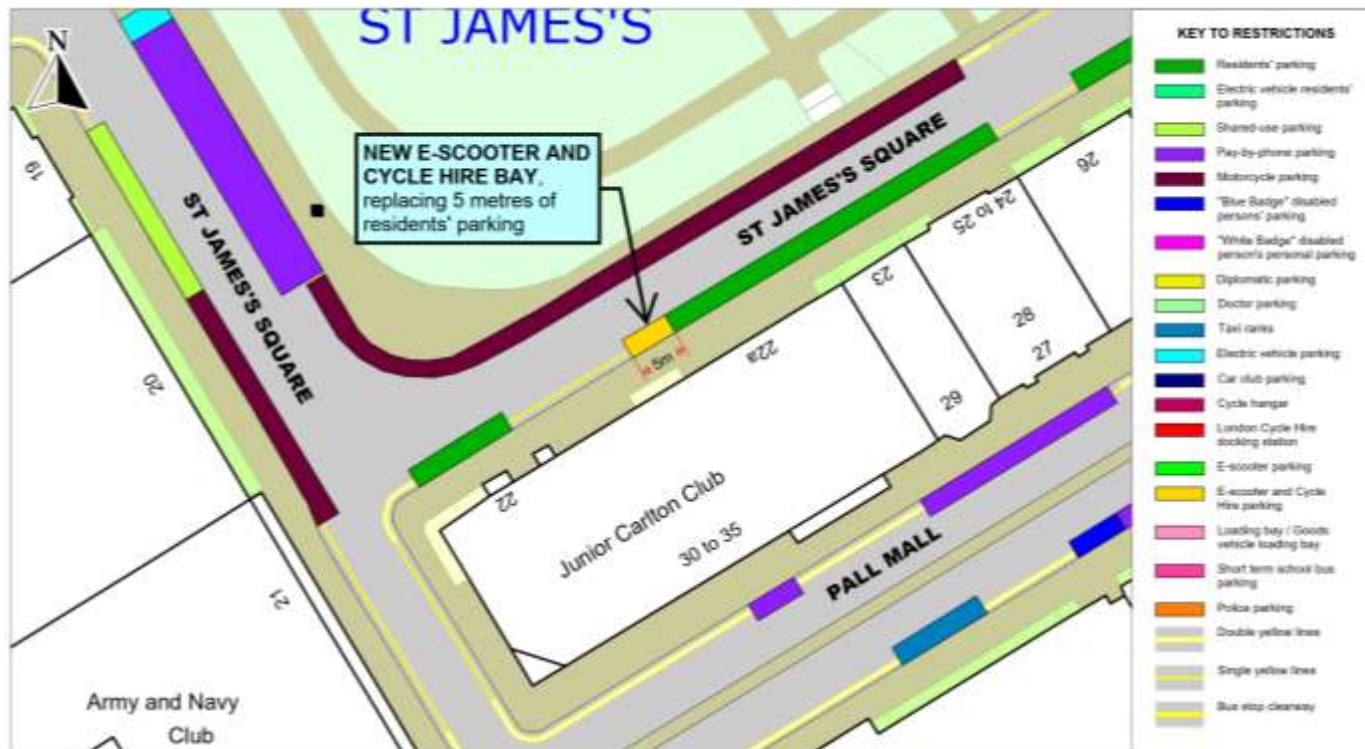 ST JAMES'S
N
NEW E-SCOOTER AND
CYCLE HIRE BAY,
replacing 5 metres of
residents' parking
ST JAMES'S SQUARE
ST JAMES'S SQUARE
19
20
21
22
22a
23
24 to 25
26
27
28
29
5m
Junior Carlton Club
30 to 35
PALL MALL
Army and Navy
Club
KEY TO RESTRICTIONS
Residents' parking
Electric vehicle residents'
parking
Shared-use parking
Pay-by-phone parking
Motorcycle parking
"Blue Badge" disabled
persons' parking
"White Badge" disabled
person's personal parking
Diplomatic parking
Doctor parking
Taxi ranks
Electric vehicle parking
Car club parking
Cycle hangar
London Cycle Hire
docking station
E-scooter parking
E-scooter and Cycle
Hire parking
Loading bay / Goods
vehicle loading bay
Short term school bus
parking
Police parking
Double yellow lines
Single yellow lines
Bus stop clearway